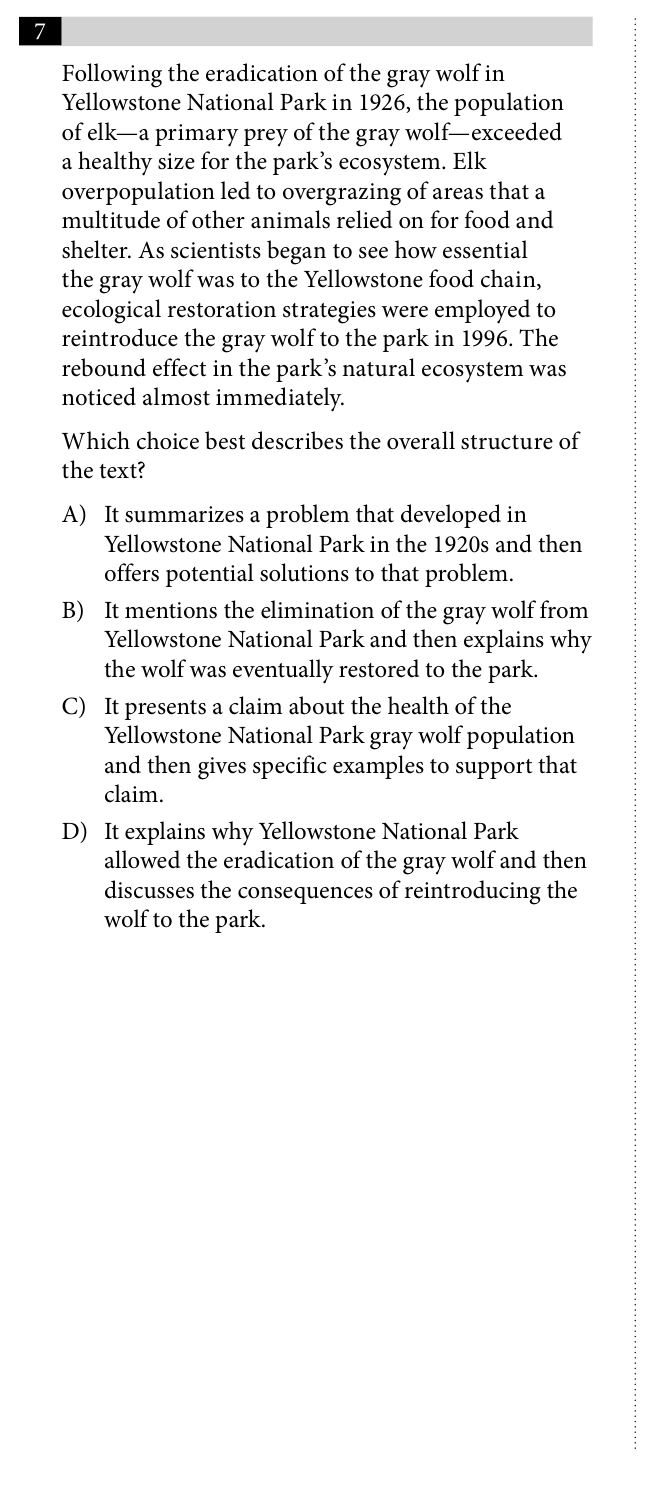 7
Following the eradication of the gray wolf in
Yellowstone National Park in 1926, the population
of elk—a primary prey of the gray wolf—exceeded
a healthy size for the park’s ecosystem. Elk
overpopulation led to overgrazing of areas that a
multitude of other animals relied on for food and
shelter. As scientists began to see how essential
the gray wolf was to the Yellowstone food chain,
ecological restoration strategies were employed to
reintroduce the gray wolf to the park in 1996. The
rebound effect in the park’s natural ecosystem was
noticed almost immediately.
Which choice best describes the overall structure of
the text?
A) It summarizes a problem that developed in
Yellowstone National Park in the 1920s and then
offers potential solutions to that problem.
B) It mentions the elimination of the gray wolf from
Yellowstone National Park and then explains why
the wolf was eventually restored to the park.
C) It presents a claim about the health of the
Yellowstone National Park gray wolf population
and then gives specific examples to support that
claim.
D) It explains why Yellowstone National Park
allowed the eradication of the gray wolf and then
discusses the consequences of reintroducing the
wolf to the park.